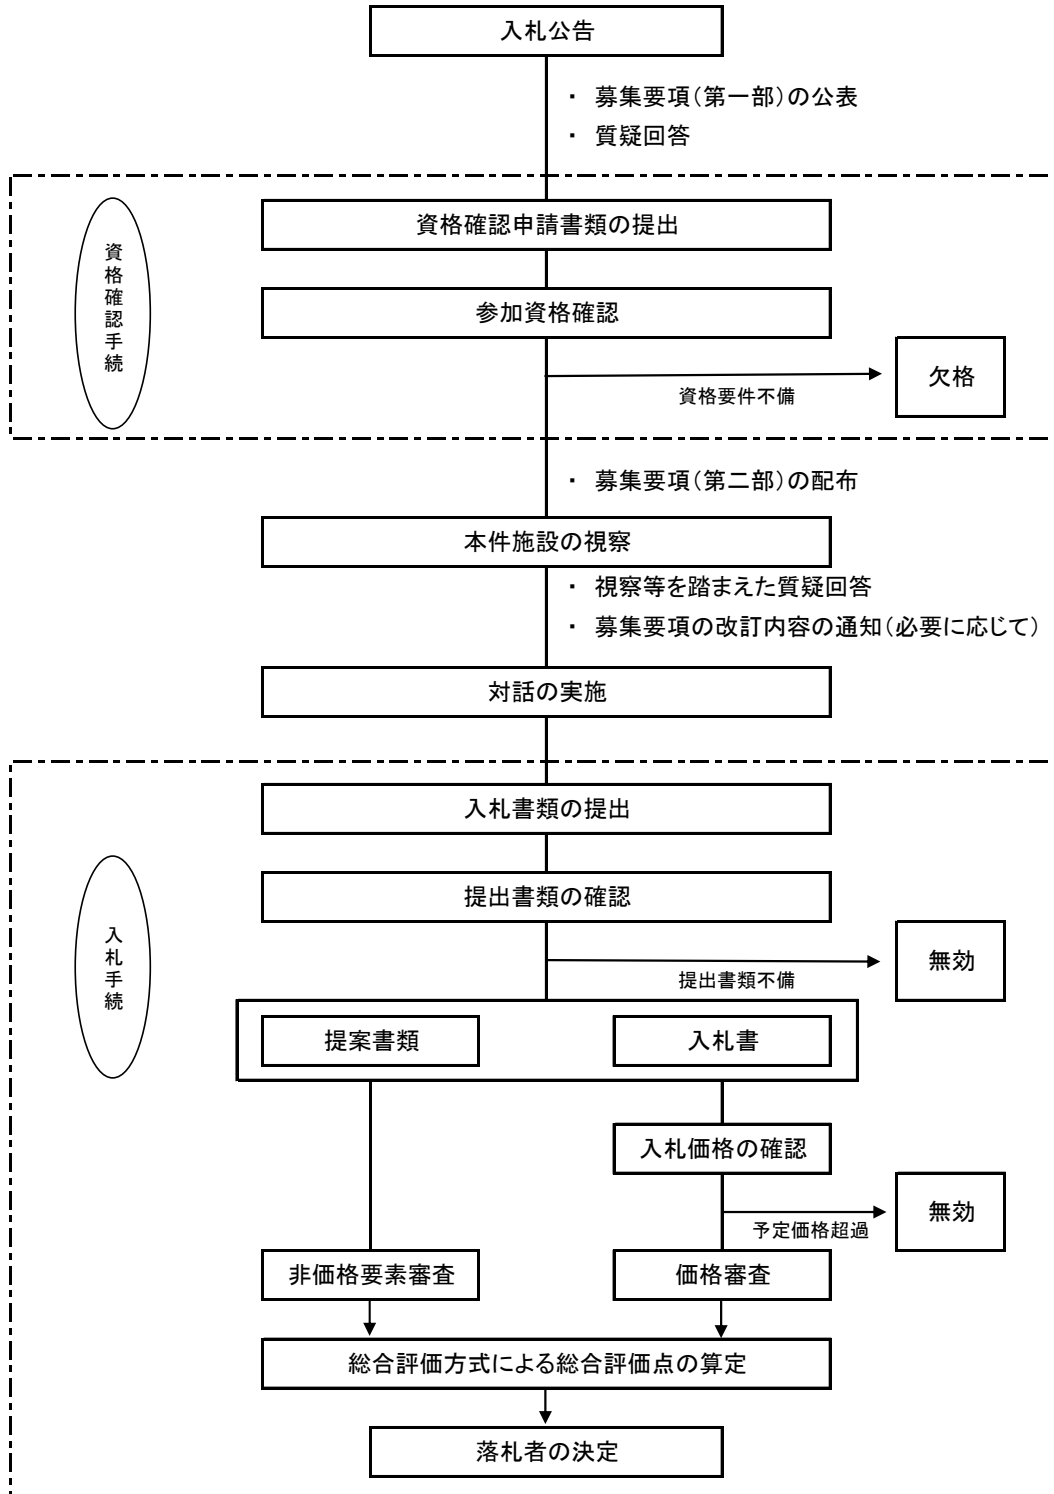 入札公告
・ 募集要項(第一部)の公表
・ 質疑回答
資格確認手続
資格確認申請書類の提出
参加資格確認
資格要件不備
欠格
・ 募集要項(第二部)の配布
本件施設の視察
・ 視察等を踏まえた質疑回答
・ 募集要項の改訂内容の通知(必要に応じて)
対話の実施
入札手続
入札書類の提出
提出書類の確認
提出書類不備
無効
提案書類
入札書
入札価格の確認
予定価格超過
無効
非価格要素審査
価格審査
総合評価方式による総合評価点の算定
落札者の決定